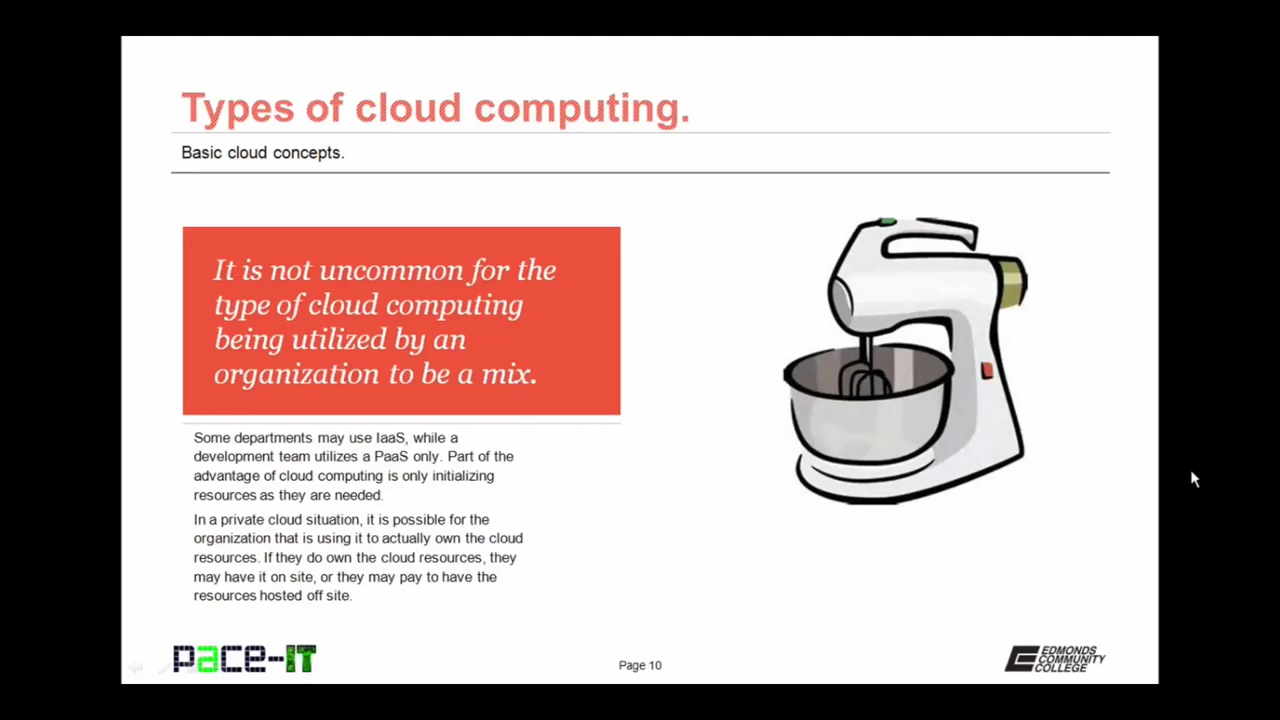 Types of cloud computing.
Basic cloud concepts.
It is not uncommon for the
type of cloud computing
being utilized by an
organization to be a mix.
Some departments may use IaaS, while a
development team utilizes a PaaS only. Part of the
advantage of cloud computing is only initializing
resources as they are needed.
In a private cloud situation, it is possible for the
organization that is using it to actually own the cloud
resources. If they do own the cloud resources, they
may have it on site, or they may pay to have the
resources hosted off site.
pace-IT
Page 10
EDMONDS
COMMUNITY
COLLEGE